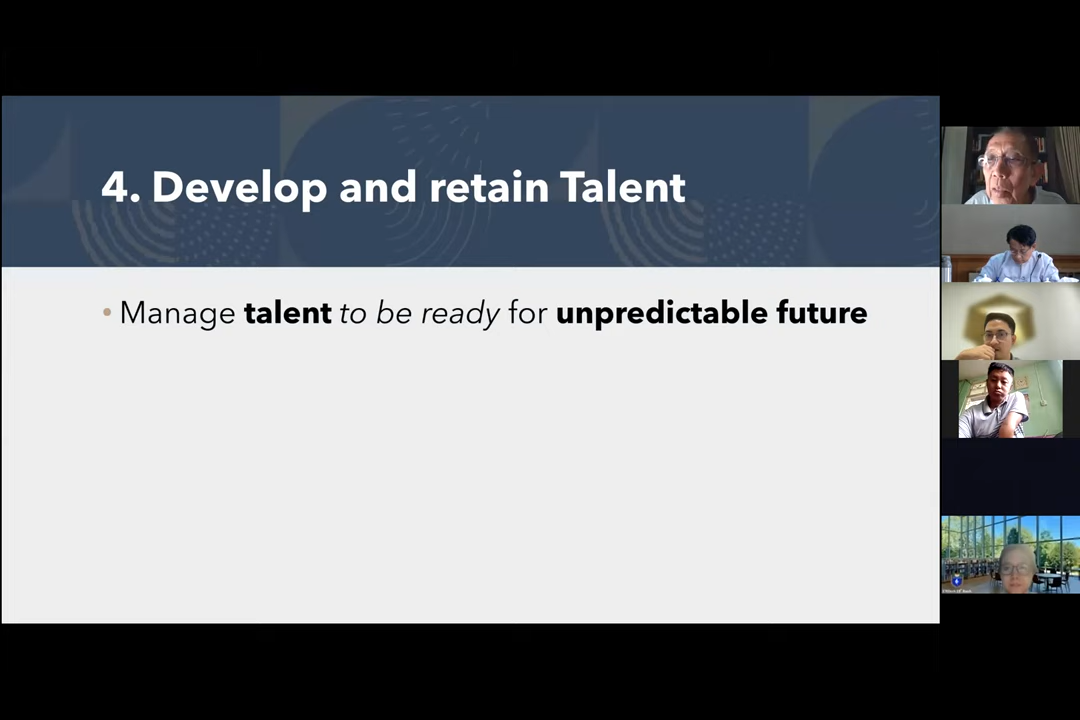 4. Develop and retain Talent
• Manage talent to be ready for unpredictable future